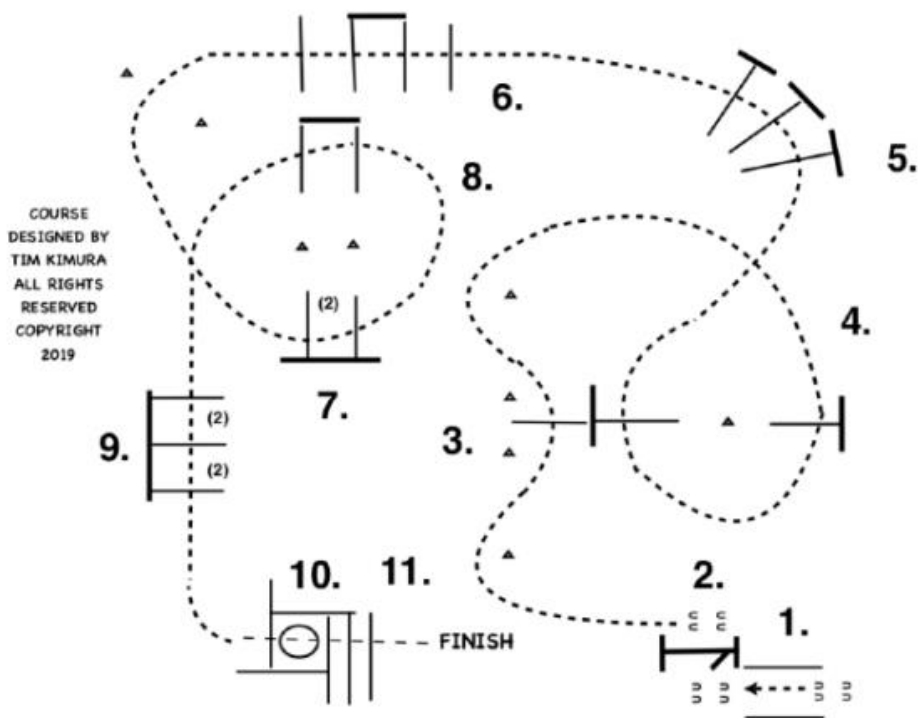 6.
5.
8.
COURSE
DESIGNED BY
TIM KIMURA
ALL RIGHTS
RESERVED
COPYRIGHT
2019
(2)
4.
7.
3.
9.
(2)
(2)
10.
11.
2.
1.
FINISH